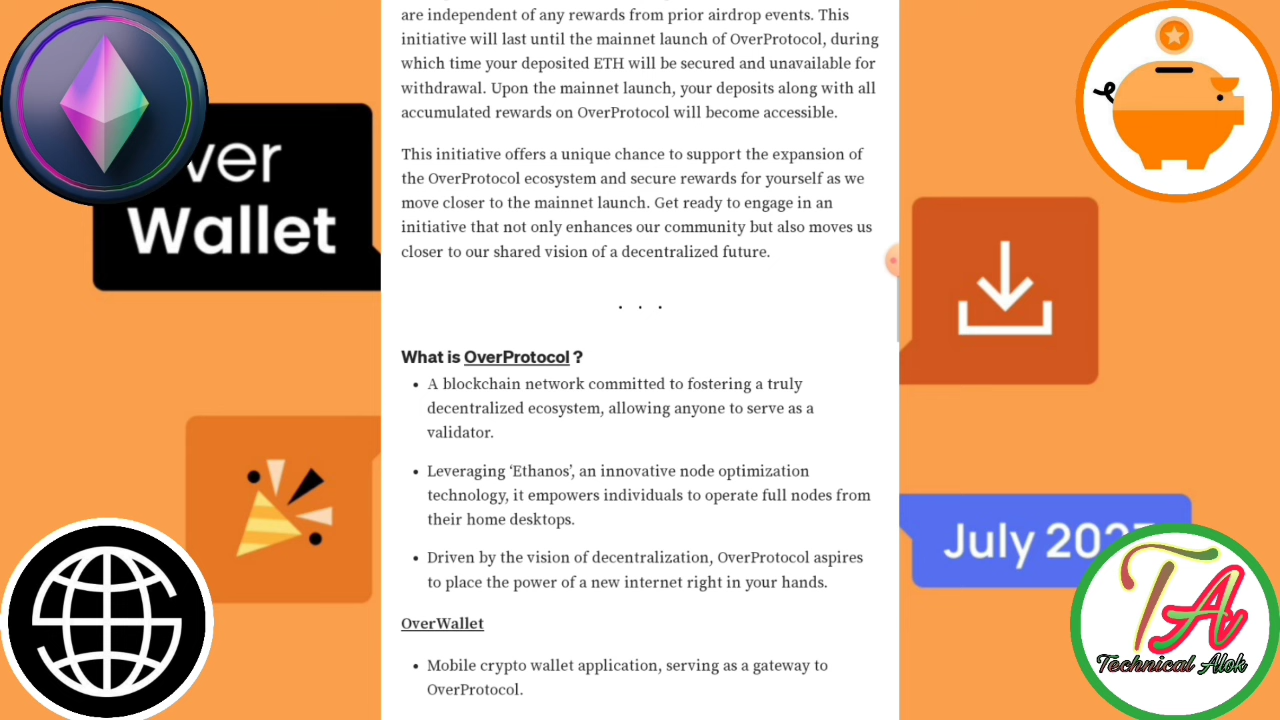 are independent of any rewards from prior airdrop events. This
initiative will last until the mainnet launch of OverProtocol, during
which time your deposited ETH will be secured and unavailable for
withdrawal. Upon the mainnet launch, your deposits along with all
accumulated rewards on OverProtocol will become accessible.
This initiative offers a unique chance to support the expansion of
the OverProtocol ecosystem and secure rewards for yourself as we
move closer to the mainnet launch. Get ready to engage in an
initiative that not only enhances our community but also moves us
closer to our shared vision of a decentralized future.
. . .
What is OverProtocol ?
• A blockchain network committed to fostering a truly
decentralized ecosystem, allowing anyone to serve as a
validator.
• Leveraging ‘Ethanos’, an innovative node optimization
technology, it empowers individuals to operate full nodes from
their home desktops.
• Driven by the vision of decentralization, OverProtocol aspires
to place the power of a new internet right in your hands.
OverWallet
• Mobile crypto wallet application, serving as a gateway to
OverProtocol.
ver
Wallet
July
TA
Technical Alok